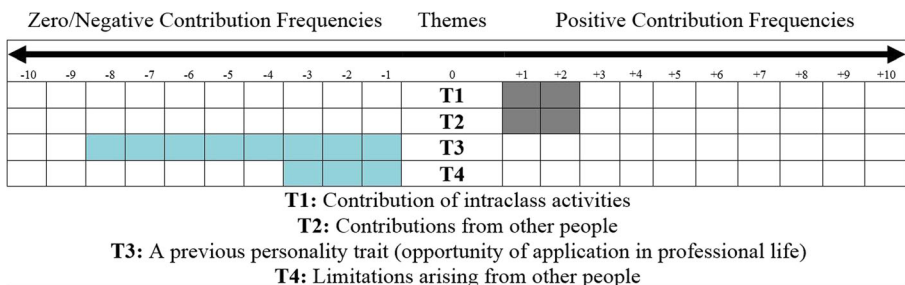 Zero/Negative Contribution Frequencies Themes Positive Contribution Frequencies
-10 -9 -8 -7 -6 -5 -4 -3 -2 -1 0 +1 +2 +3 +4 +5 +6 +7 +8 +9 +10
T1
T2
T3
T4
T1: Contribution of intraclass activities
T2: Contributions from other people
T3: A previous personality trait (opportunity of application in professional life)
T4: Limitations arising from other people